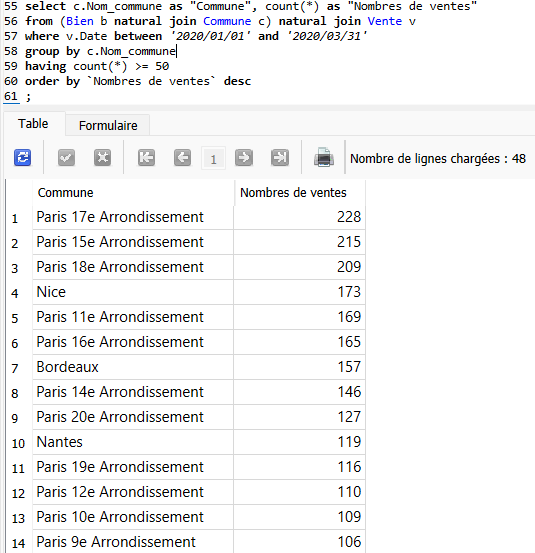 55 select c.Nom_commune as "Commune", count(*) as "Nombres de ventes"
56 from (Bien b natural join Commune c) natural join Vente v
57 where v.Date between '2020/01/01' and '2020/03/31'
58 group by c.Nom_commune
59 having count(*) >= 50
60 order by `Nombres de ventes` desc
61 ;
Table Formulaire
1 Nombre de lignes chargées : 48
Commune Nombres de ventes
1 Paris 17e Arrondissement 228
2 Paris 15e Arrondissement 215
3 Paris 18e Arrondissement 209
4 Nice 173
5 Paris 11e Arrondissement 169
6 Paris 16e Arrondissement 165
7 Bordeaux 157
8 Paris 14e Arrondissement 146
9 Paris 20e Arrondissement 127
10 Nantes 119
11 Paris 19e Arrondissement 116
12 Paris 12e Arrondissement 110
13 Paris 10e Arrondissement 109
14 Paris 9e Arrondissement 106